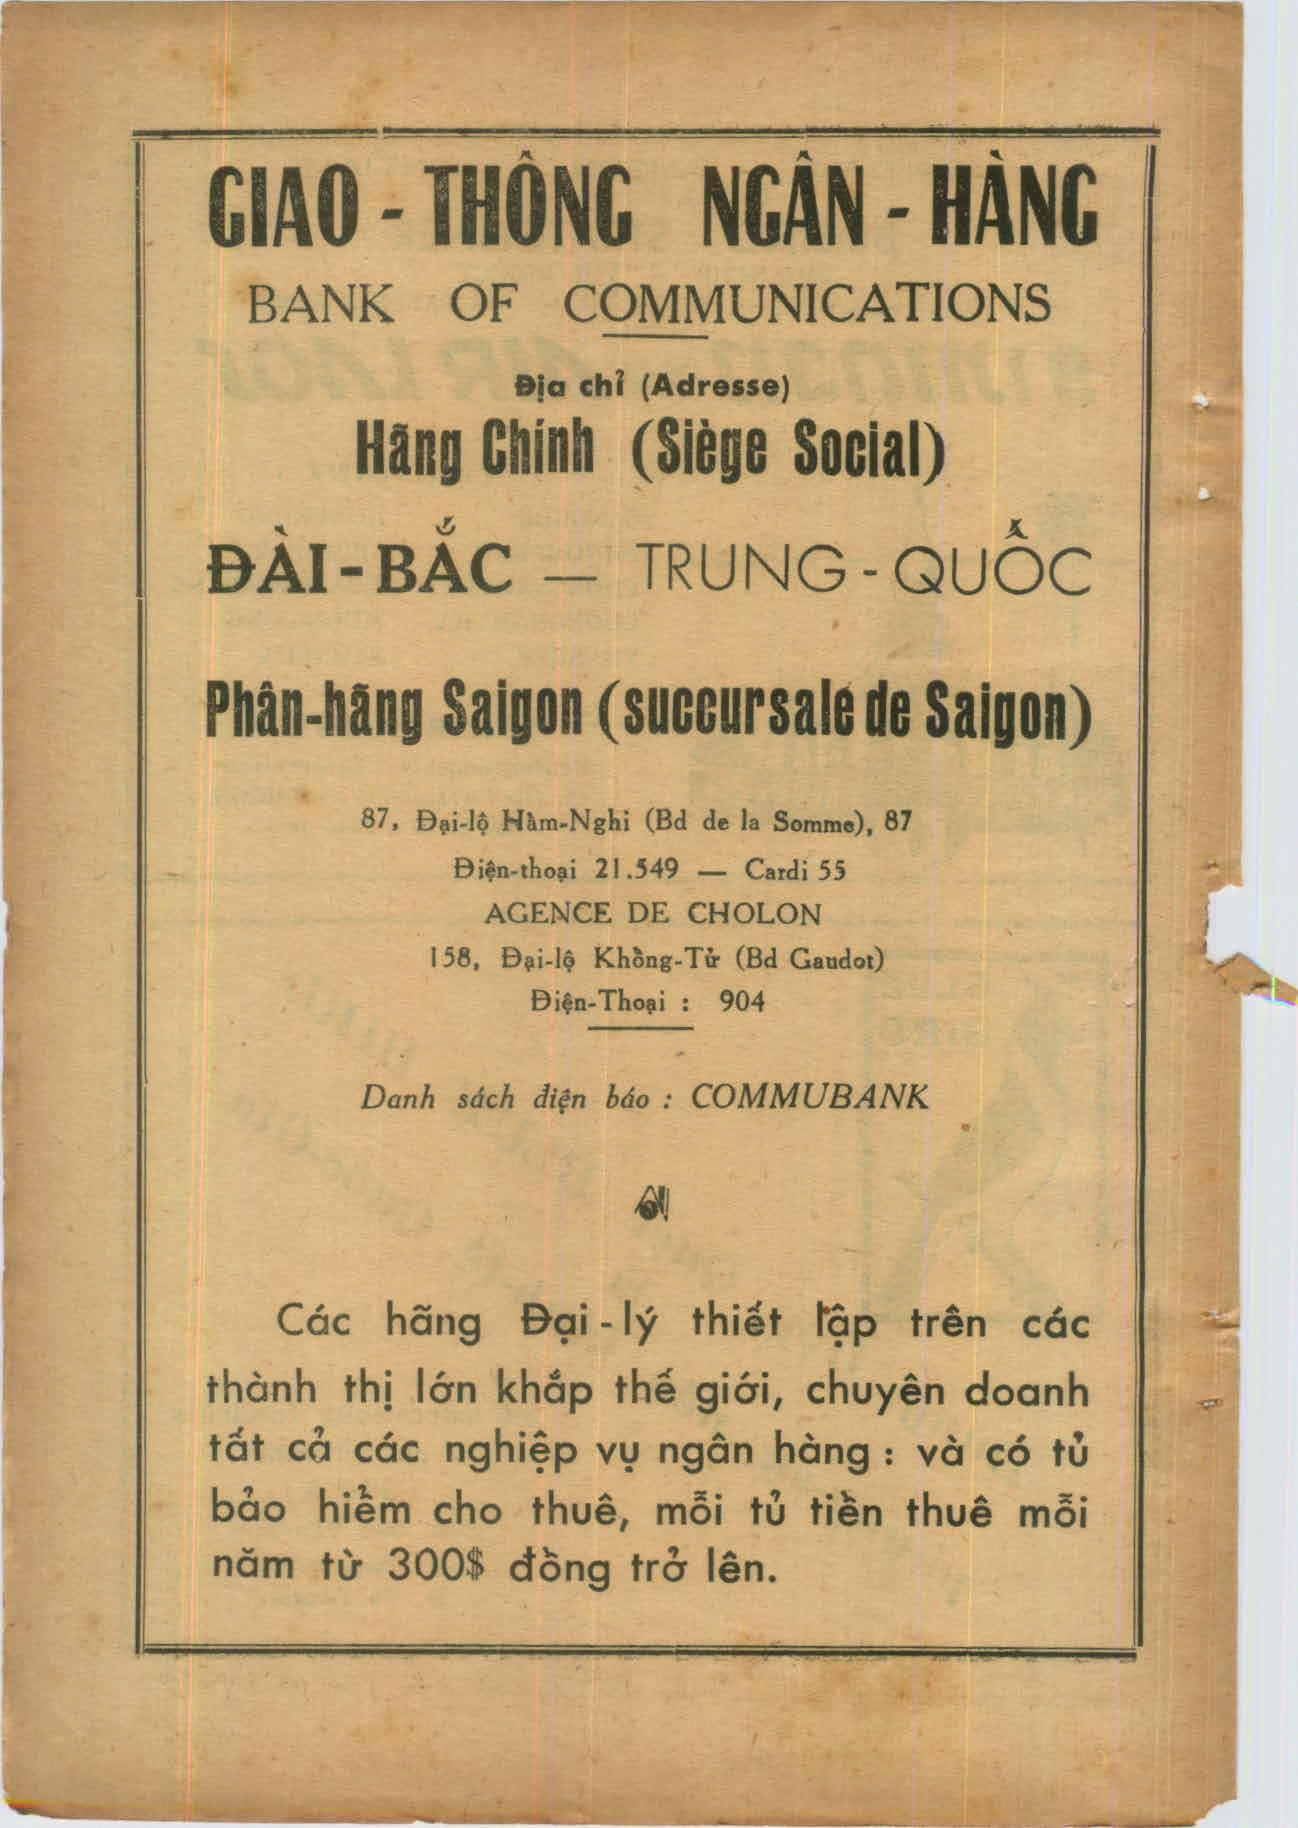 GIAO - THÔNG NGÂN - HÀNG
BANK OF COMMUNICATIONS
Địa chỉ (Adresse)
Hãng Chính (Siège Social)
ĐÀI - BẮC — TRUNG - QUỐC
Phân-hãng Saigon (succursale de Saigon)
87, Đại-lộ Hàm-Nghi (Bd de la Somme), 87
Điện-thoại 21.549 — Cardi 55
AGENCE DE CHOLON
158, Đại-lộ Khồng-Tử (Bd Gaudot)
Điện-Thoại : 904
Danh sách điện báo : COMMUBANK
Các hãng Đại - lý thiết lập trên các
thành thị lớn khắp thế giới, chuyên doanh
tất cả các nghiệp vụ ngân hàng : và có tủ
bảo hiểm cho thuê, mỗi tủ tiền thuê mỗi
năm từ 300$ đồng trở lên.